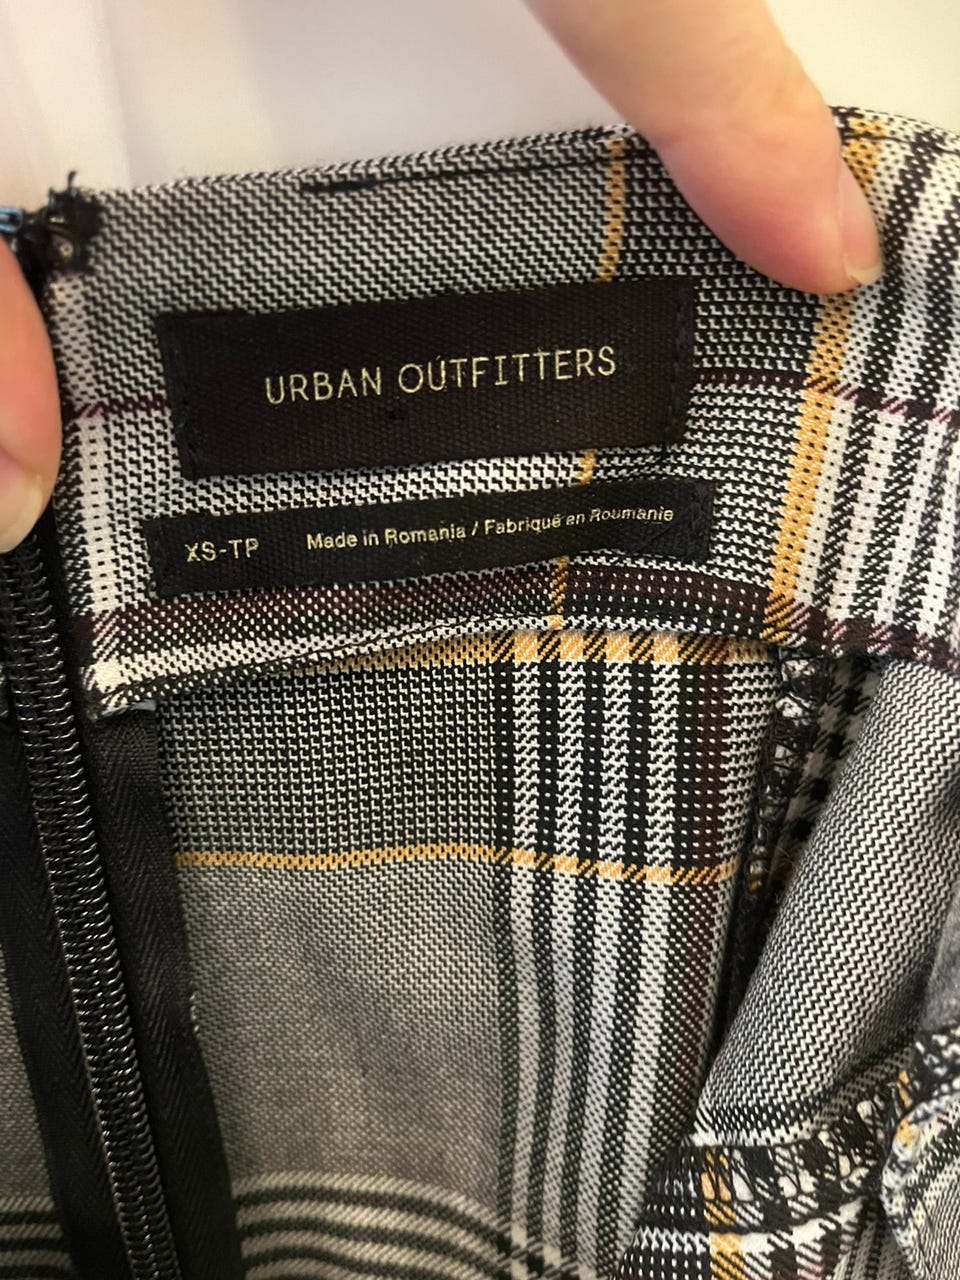 URBAN OUTFITTERS
XS-TP Made in Romania / Fabriqué en Roumanie